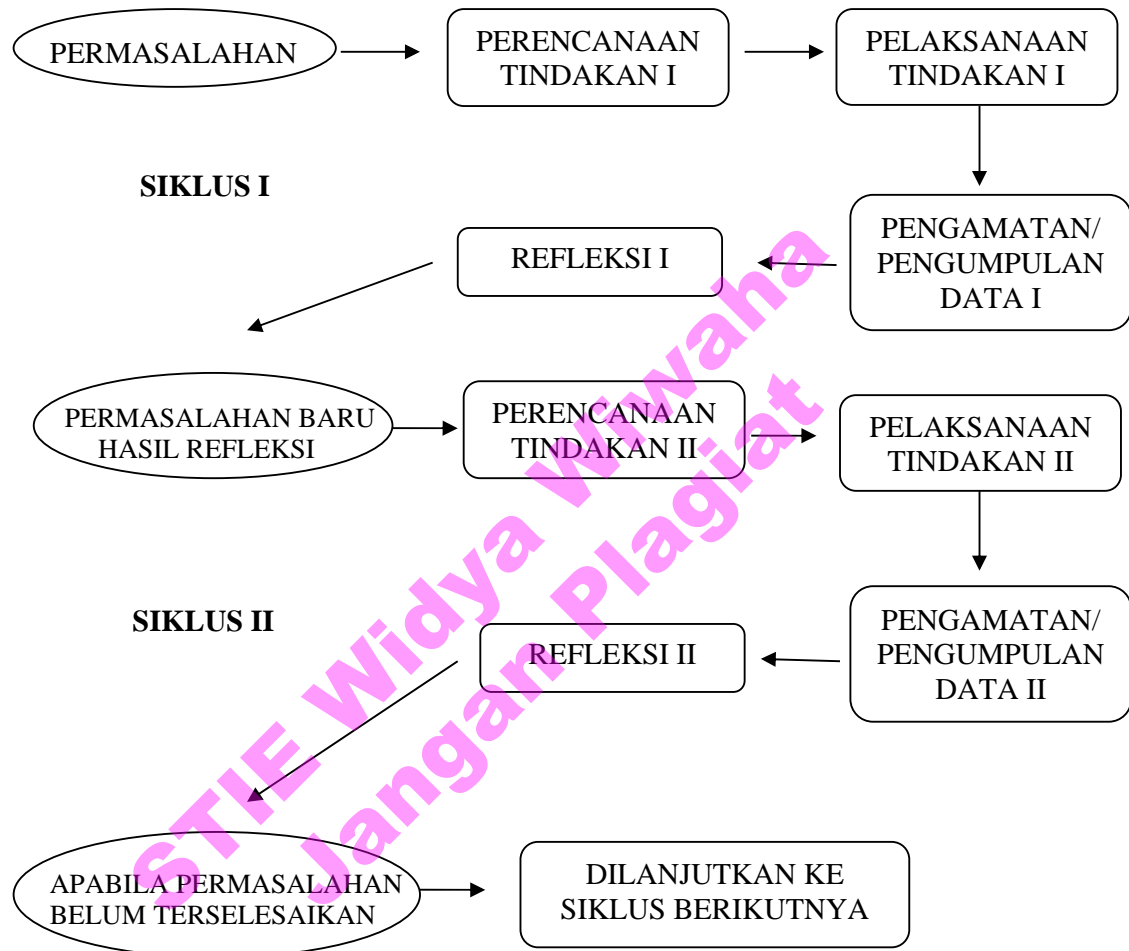 PERMASALAHAN
PERENCANAAN
TINDAKAN I
PELAKSANAAN
TINDAKAN I
SIKLUS I
PENGAMATAN/
PENGUMPULAN
DATA I
REFLEKSI I
PERMASALAHAN BARU
HASIL REFLEKSI
PERENCANAAN
TINDAKAN II
PELAKSANAAN
TINDAKAN II
SIKLUS II
PENGAMATAN/
PENGUMPULAN
DATA II
REFLEKSI II
APABILA PERMASALAHAN
BELUM TERSELESAIKAN
DILANJUTKAN KE
SIKLUS BERIKUTNYA
STIE Widya Wiwaha
Jangan Plagiat